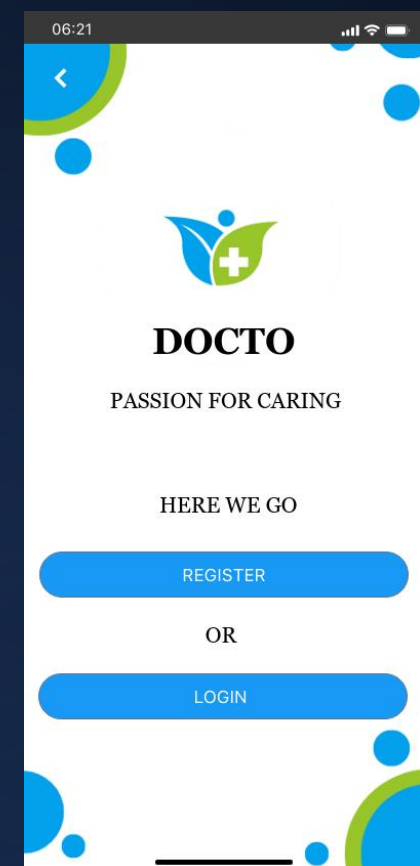 06:21
DOCTO
PASSION FOR CARING
HERE WE GO
REGISTER
OR
LOGIN